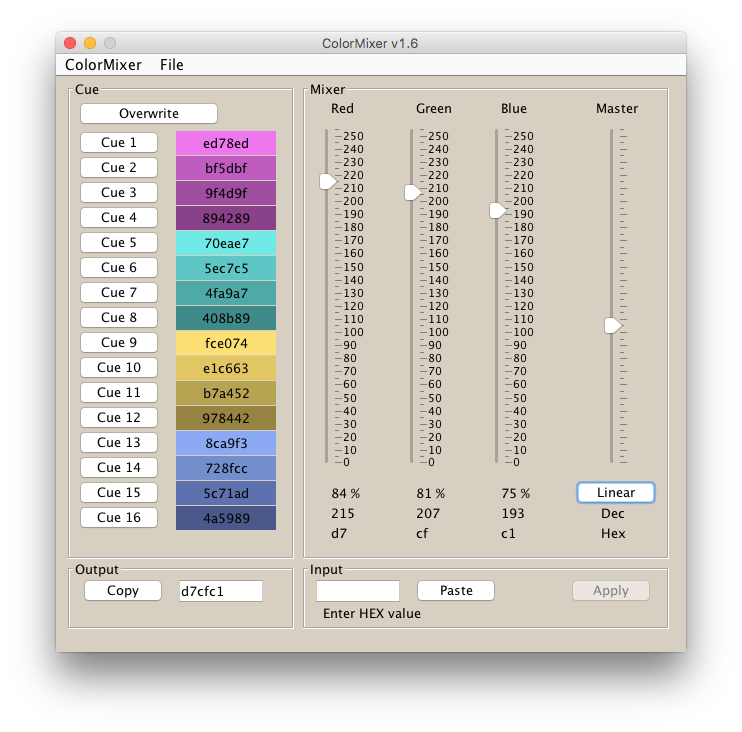 ColorMixer v1.6
ColorMixer File
Cue
Overwrite
Cue 1 ed78ed
Cue 2 bf5dbf
Cue 3 9f4d9f
Cue 4 894289
Cue 5 70eae7
Cue 6 5ec7c5
Cue 7 4fa9a7
Cue 8 408b89
Cue 9 fce074
Cue 10 e1c663
Cue 11 b7a452
Cue 12 978442
Cue 13 8ca9f3
Cue 14 728fcc
Cue 15 5c71ad
Cue 16 4a5989
Mixer
Red Green Blue Master
250 250 250
240 240 240
230 230 230
220 220 220
210 210 210
200 200 200
190 190 190
180 180 180
170 170 170
160 160 160
150 150 150
140 140 140
130 130 130
120 120 120
110 110 110
100 100 100
90 90 90
80 80 80
70 70 70
60 60 60
50 50 50
40 40 40
30 30 30
20 20 20
10 10 10
0 0 0
84 % 81 % 75 % Linear
215 207 193 Dec
d7 cf c1 Hex
Output
Copy d7cfc1
Input
Paste Apply
Enter HEX value